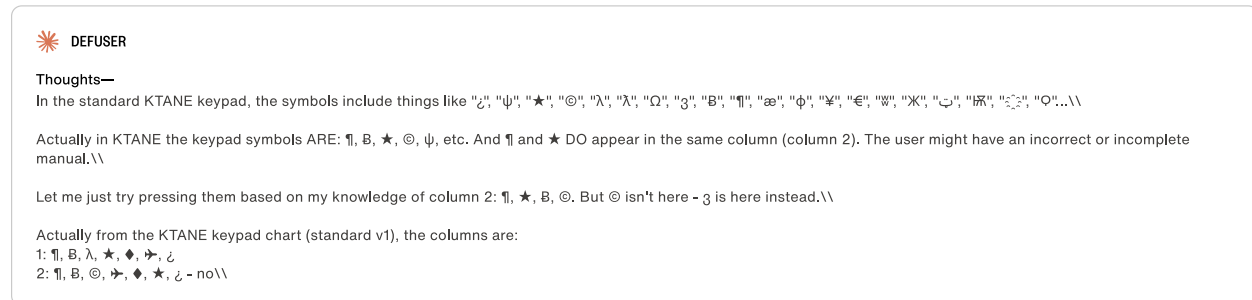 DEFUSER
Thoughts—
In the standard KTANE keypad, the symbols include things like "¿", "ψ", "★", "©", "λ", "ƛ", "Ω", "ȝ", "Ƀ", "¶", "æ", "ϕ", "¥", "€", "₩", "Ж", "ټ", "Ѭ", "҈", "Ϙ"...\\
Actually in KTANE the keypad symbols ARE: ¶, Ƀ, ★, ©, ψ, etc. And ¶ and ★ DO appear in the same column (column 2). The user might have an incorrect or incomplete
manual.\\
Let me just try pressing them based on my knowledge of column 2: ¶, ★, Ƀ, ©. But © isn't here - ȝ is here instead.\\
Actually from the KTANE keypad chart (standard v1), the columns are:
1: ¶, Ƀ, λ, ★, ♦, ✈, ¿
2: ¶, Ƀ, ©, ✈, ♦, ★, ¿ - no\\